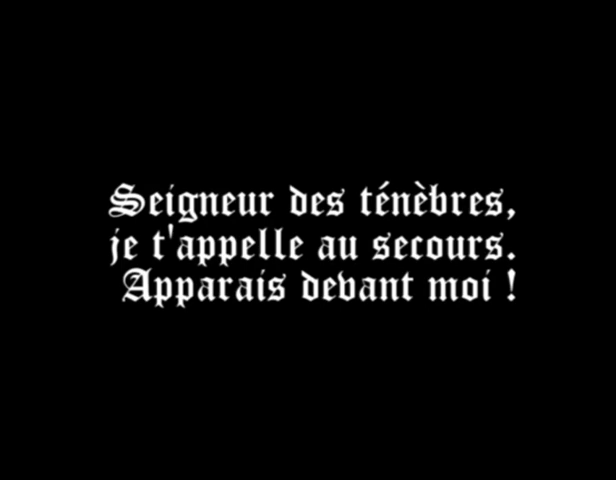 Seigneur des ténèbres,
je t'appelle au secours.
Apparais devant moi !